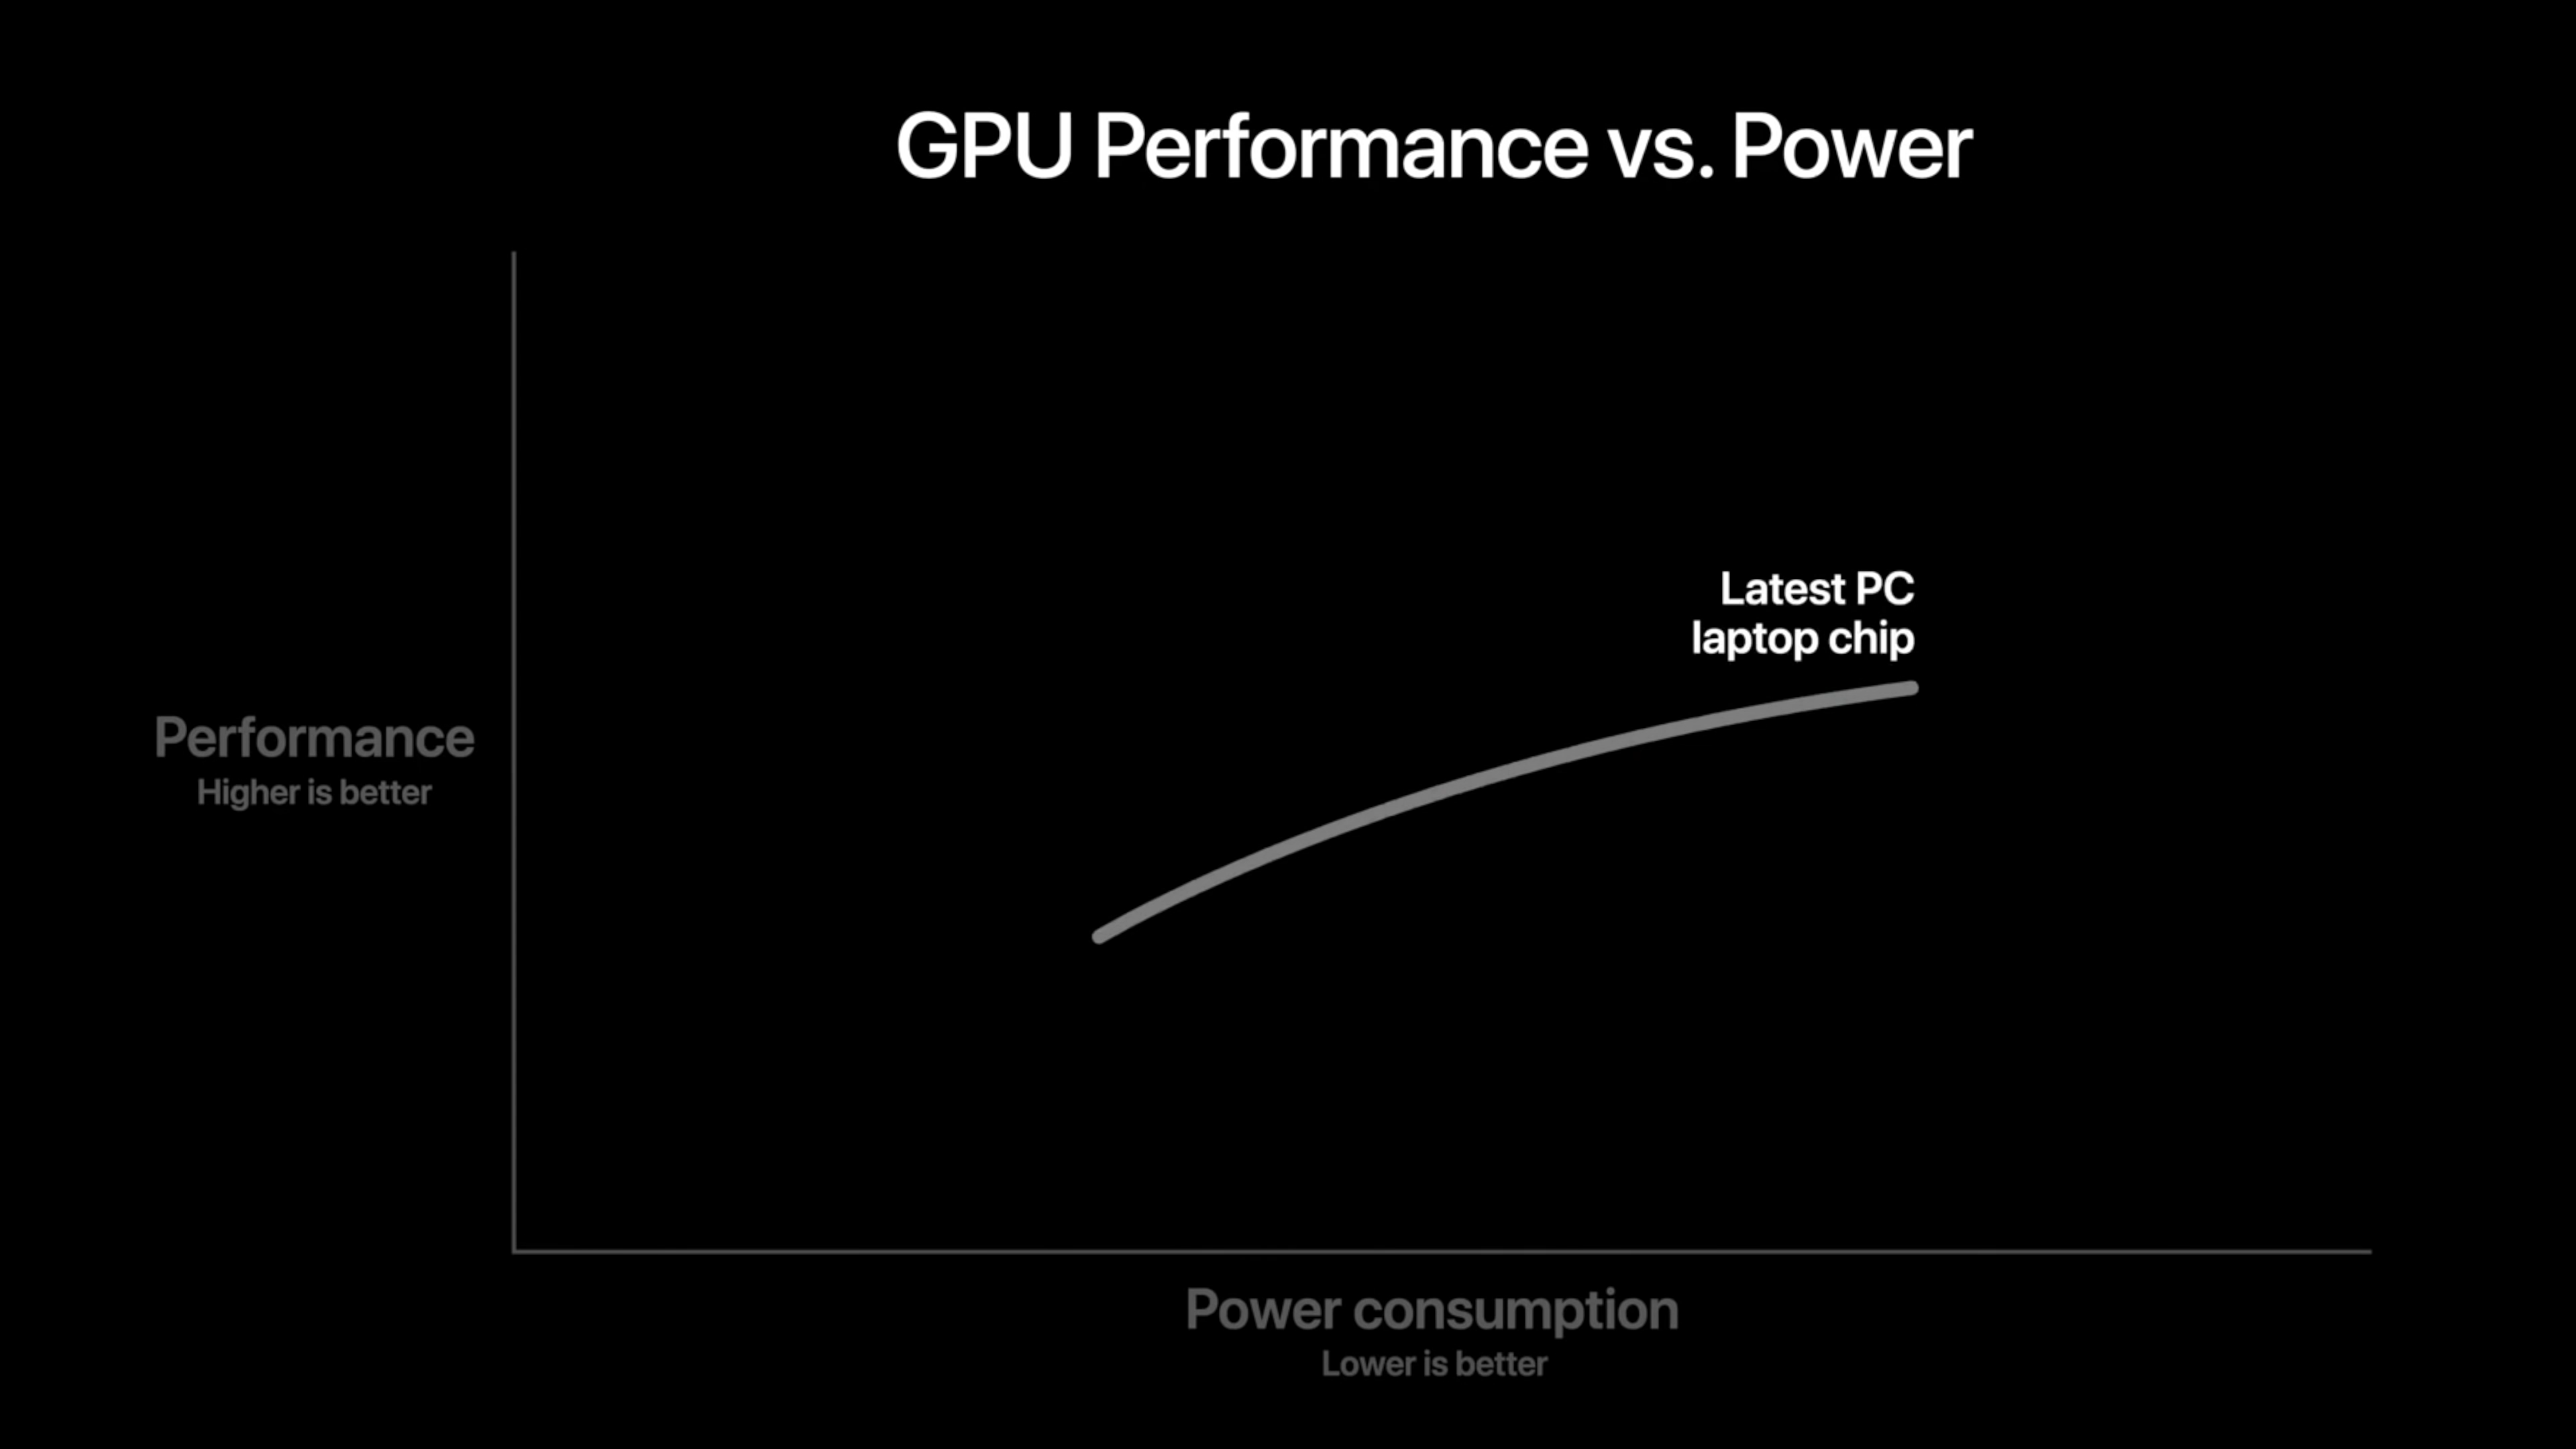 GPU Performance vs. Power
Latest PC
laptop chip
Performance
Higher is better
Power consumption
Lower is better